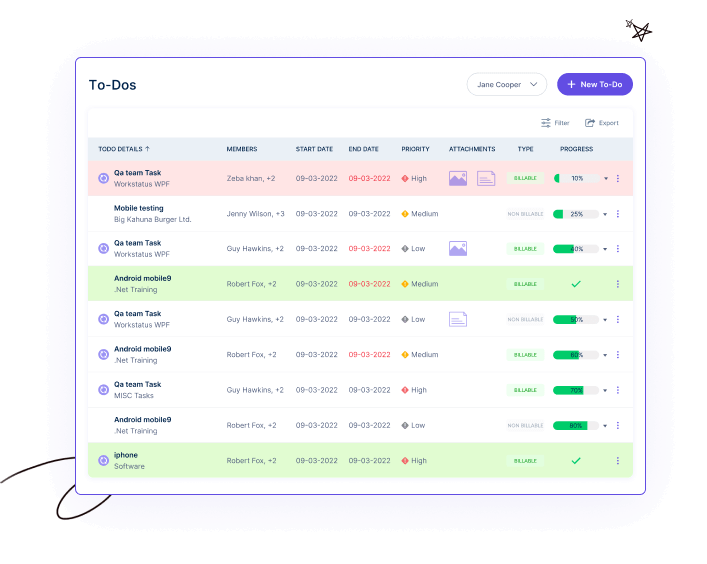 To-Dos
Jane Cooper
+ New To-Do
Filter Export
TODO DETAILS ↑ MEMBERS START DATE END DATE PRIORITY ATTACHMENTS TYPE PROGRESS
Qa team Task
Workstatus WPF
Zeba khan, +2 09-03-2022 09-03-2022 High BILLABLE 10%
Mobile testing
Big Kahuna Burger Ltd.
Jenny Wilson, +3 09-03-2022 09-03-2022 Medium NON BILLABLE 25%
Qa team Task
Workstatus WPF
Guy Hawkins, +2 09-03-2022 09-03-2022 Low BILLABLE 40%
Android mobile9
.Net Training
Robert Fox, +2 09-03-2022 09-03-2022 Medium BILLABLE
Qa team Task
Workstatus WPF
Guy Hawkins, +2 09-03-2022 09-03-2022 Low NON BILLABLE 50%
Android mobile9
.Net Training
Robert Fox, +2 09-03-2022 09-03-2022 Medium BILLABLE 60%
Qa team Task
MISC Tasks
Guy Hawkins, +2 09-03-2022 09-03-2022 High BILLABLE 70%
Android mobile9
.Net Training
Robert Fox, +2 09-03-2022 09-03-2022 Low NON BILLABLE
iphone
Software
Robert Fox, +2 09-03-2022 09-03-2022 High BILLABLE